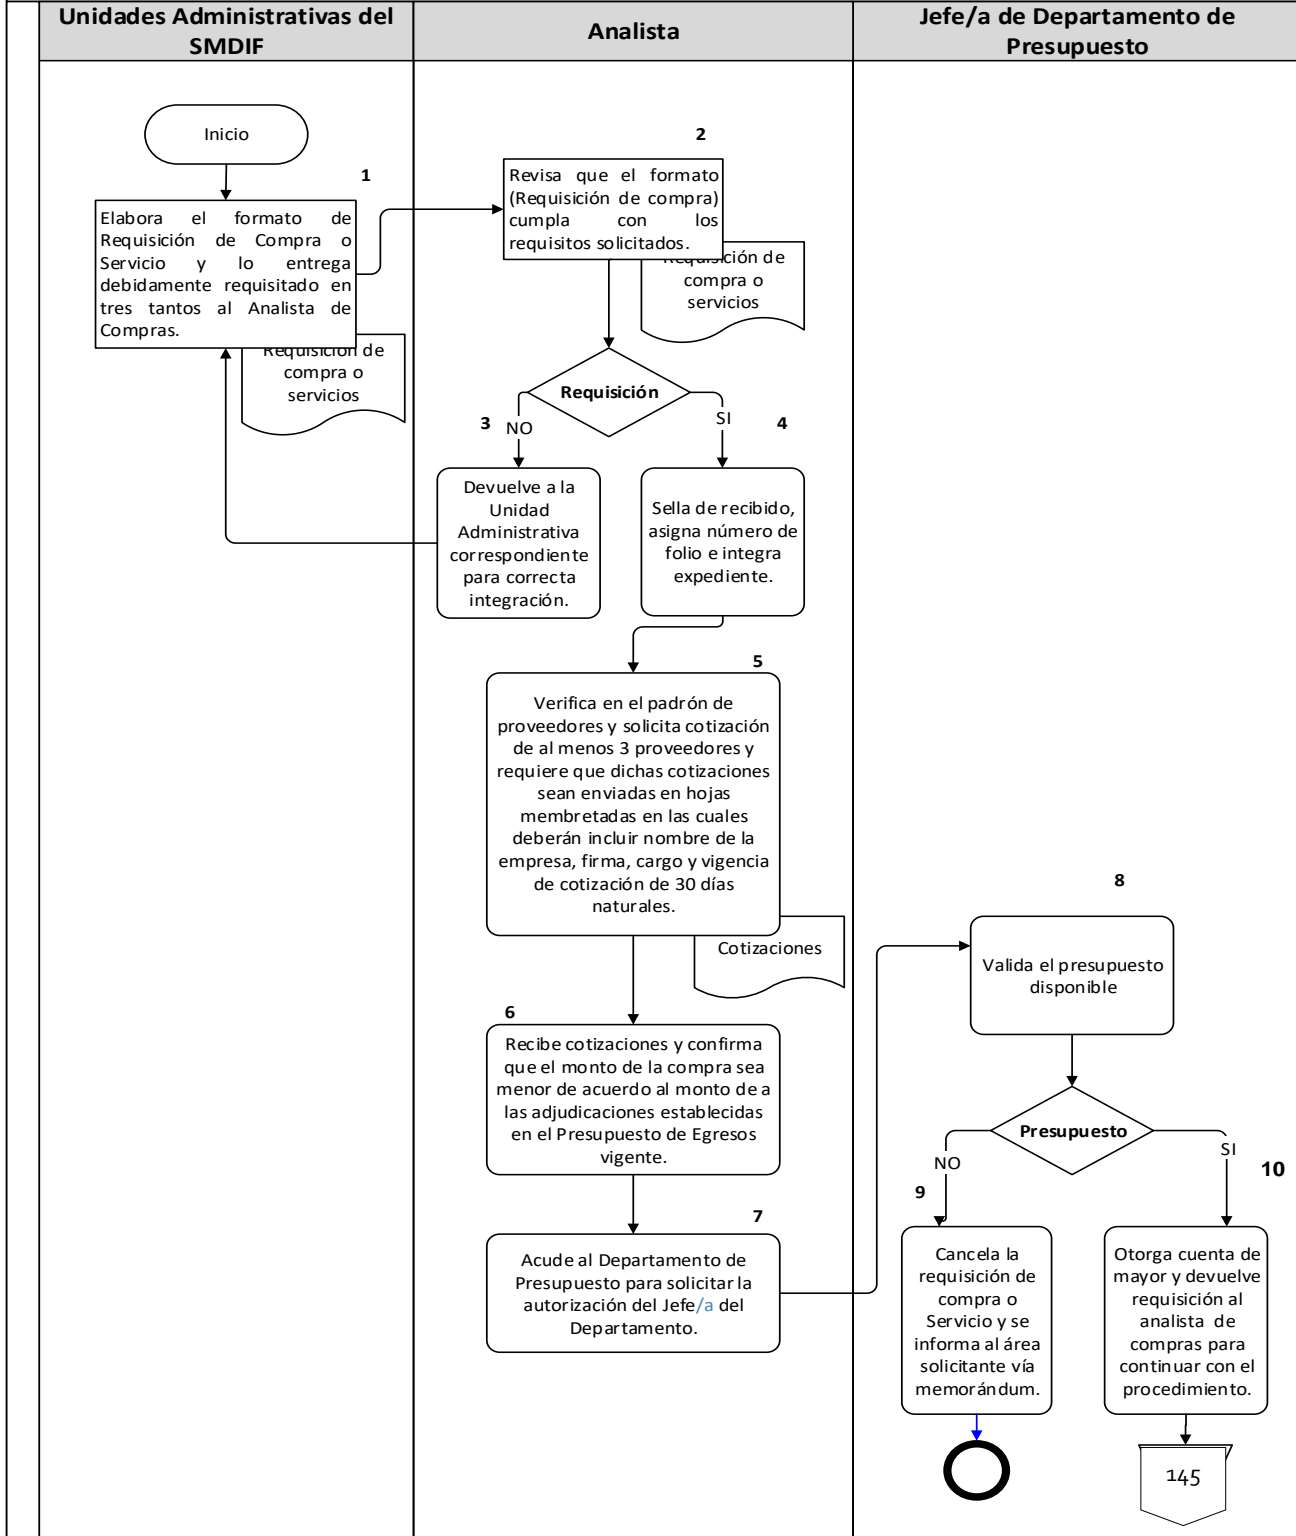 Unidades Administrativas del
SMDIF
Analista
Jefe/a de Departamento de
Presupuesto
Inicio
1
Elabora el formato de
Requisición de Compra o
Servicio y lo entrega
debidamente requisitado en
tres tantos al Analista de
Compras.
Requisición de
compra o
servicios
2
Revisa que el formato
(Requisición de compra)
cumpla con los
requisitos solicitados.
Requisición de
compra o
servicios
Requisición
3
NO
SI
4
Devuelve a la
Unidad
Administrativa
correspondiente
para correcta
integración.
Sella de recibido,
asigna número de
folio e integra
expediente.
5
Verifica en el padrón de
proveedores y solicita cotización
de al menos 3 proveedores y
requiere que dichas cotizaciones
sean enviadas en hojas
membretadas en las cuales
deberán incluir nombre de la
empresa, firma, cargo y vigencia
de cotización de 30 días
naturales.
Cotizaciones
6
Recibe cotizaciones y confirma
que el monto de la compra sea
menor de acuerdo al monto de a
las adjudicaciones establecidas
en el Presupuesto de Egresos
vigente.
7
Acude al Departamento de
Presupuesto para solicitar la
autorización del Jefe/a del
Departamento.
8
Valida el presupuesto
disponible
Presupuesto
NO
SI
9
10
Cancela la
requisición de
compra o
Servicio y se
informa al área
solicitante vía
memorándum.
Otorga cuenta de
mayor y devuelve
requisición al
analista de
compras para
continuar con el
procedimiento.
145